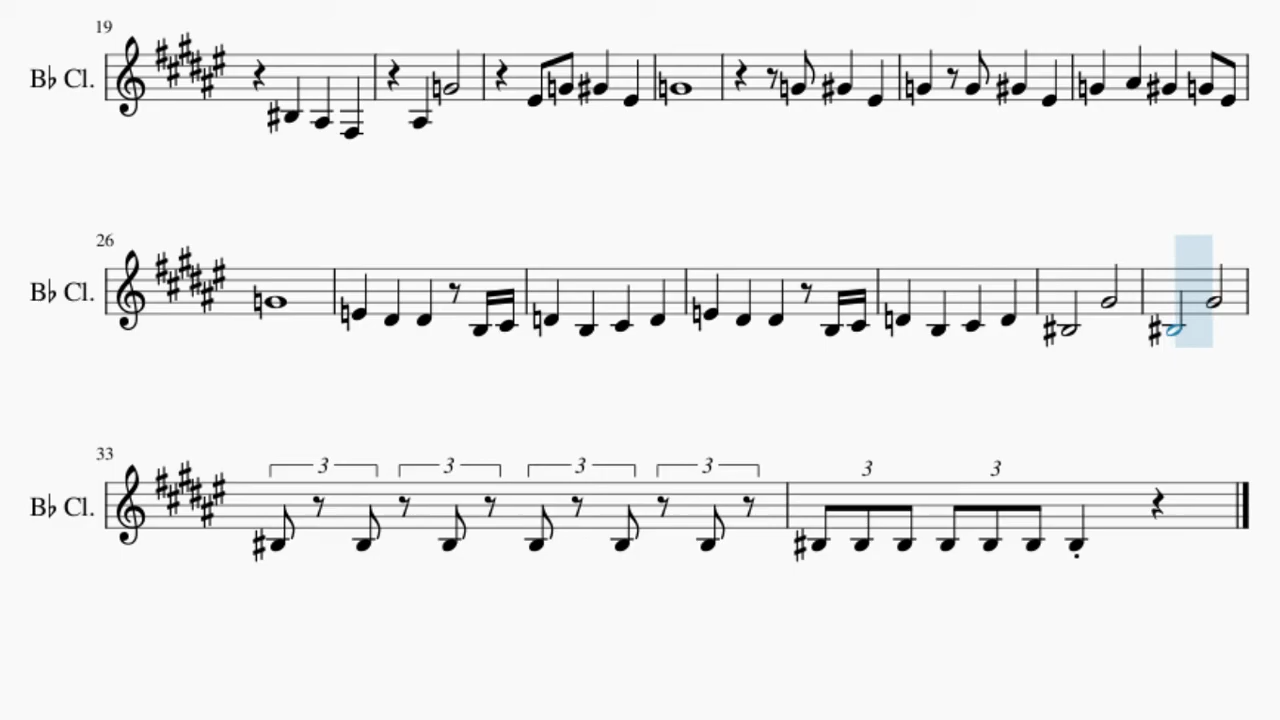 19
B♭ Cl.
26
B♭ Cl.
33
3 3 3 3 3 3
B♭ Cl.